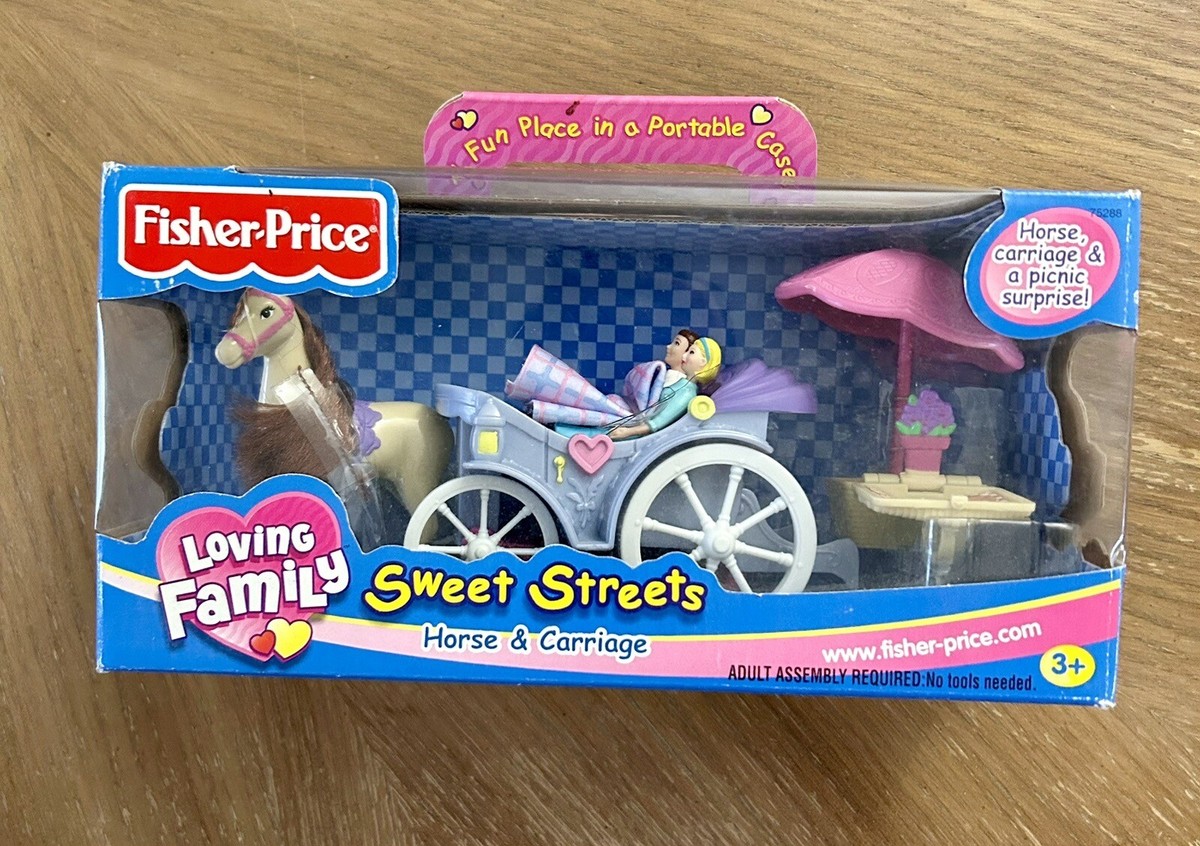 Fun Place in a Portable Case
Fisher-Price®
75288
Horse,
carriage &
a picnic
surprise!
Loving
Family
Sweet Streets
Horse & Carriage
www.fisher-price.com
ADULT ASSEMBLY REQUIRED:No tools needed.
3+